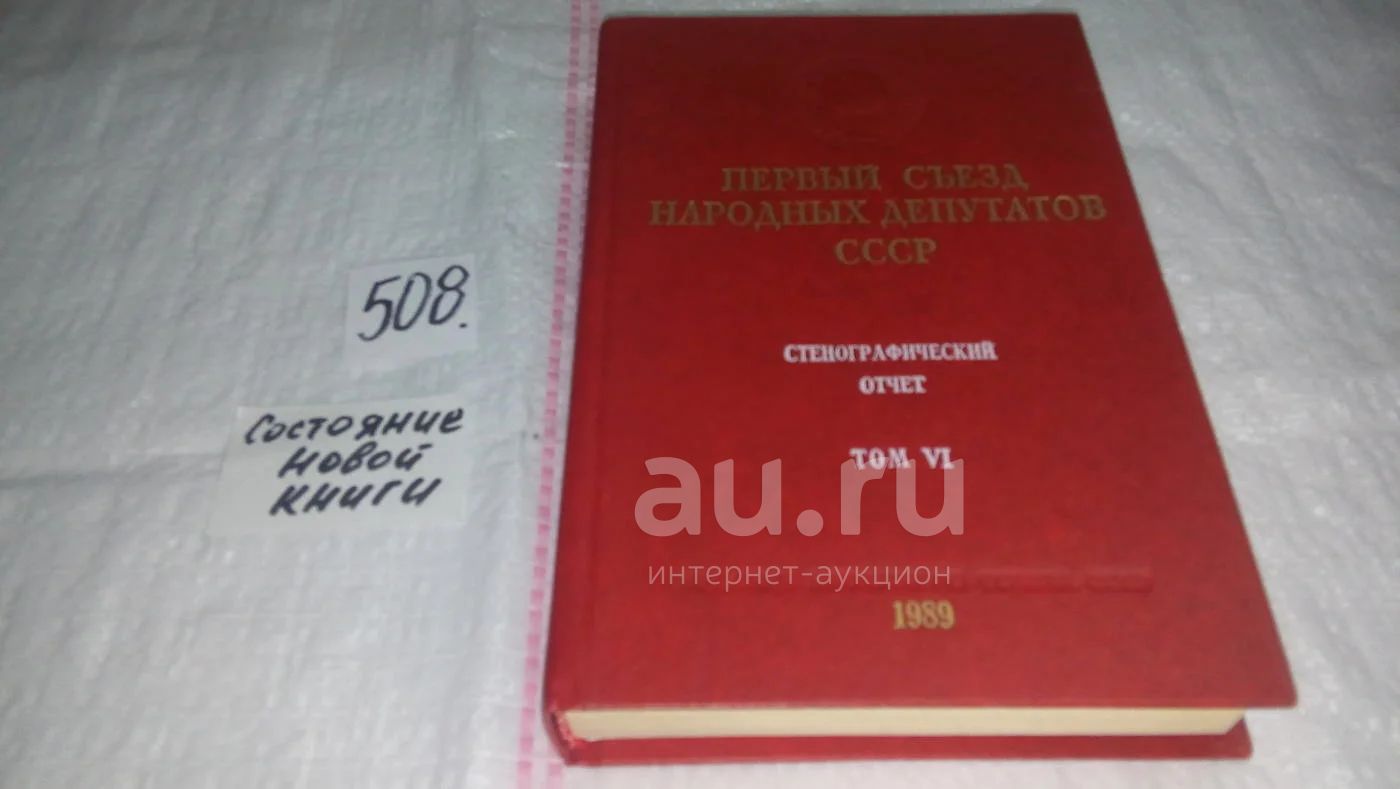 ПЕРВЫЙ СЪЕЗД
НАРОДНЫХ ДЕПУТАТОВ
СССР
СТЕНОГРАФИЧЕСКИЙ
ОТЧЕТ
ТОМ VI
1989
508.
Состояние
новой
книги
au.ru
интернет-аукцион